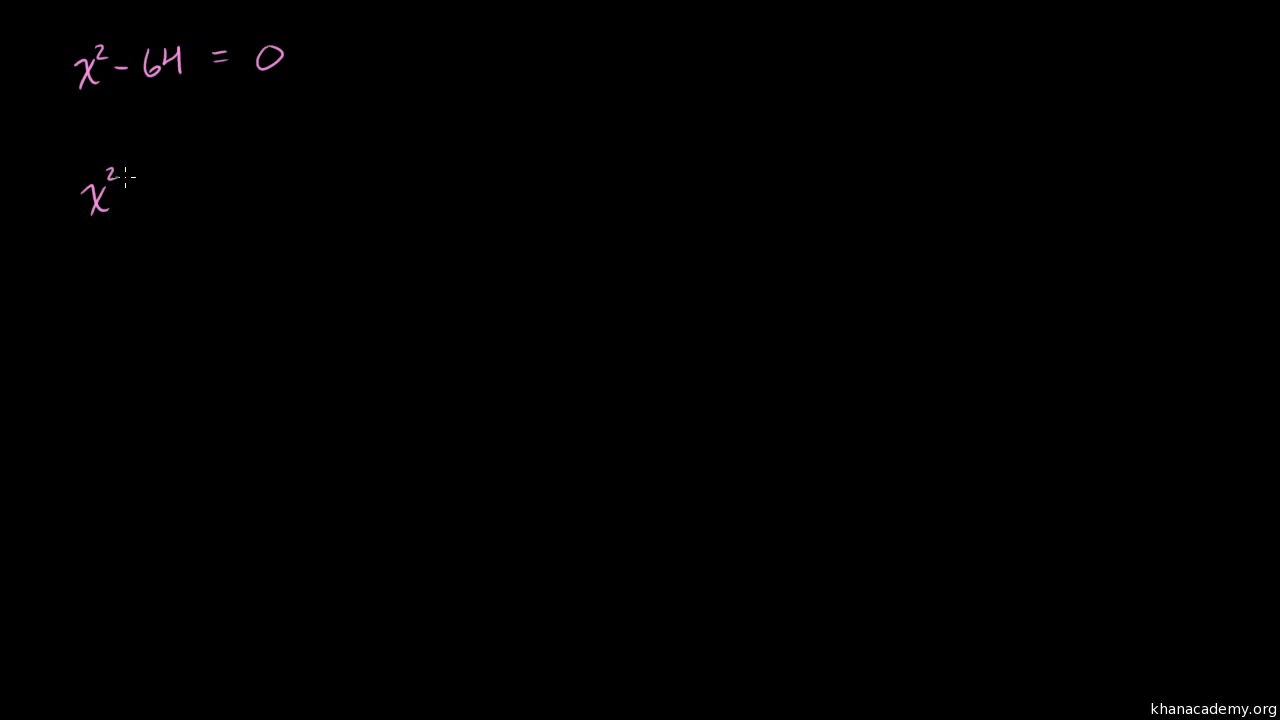 x² - 64 = 0
x²
khanacademy.org